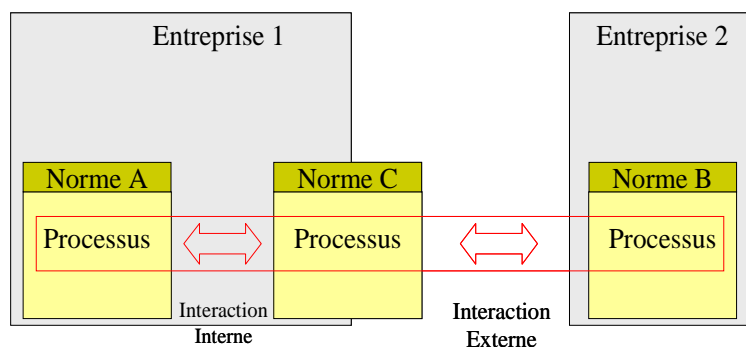 Entreprise 1
Entreprise 2
Norme A
Norme C
Norme B
Processus
Processus
Processus
Interaction
Interne
Interaction
Externe